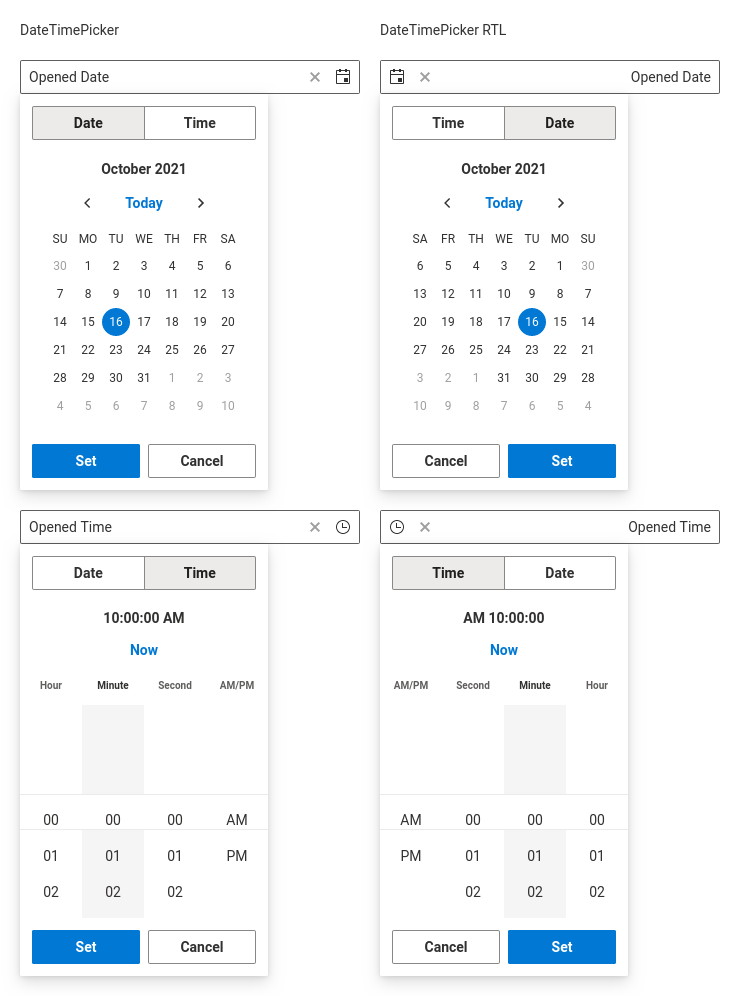 DateTimePicker
Opened Date
Date Time
October 2021
Today
SU MO TU WE TH FR SA
30 1 2 3 4 5 6
7 8 9 10 11 12 13
14 15 16 17 18 19 20
21 22 23 24 25 26 27
28 29 30 31 1 2 3
4 5 6 7 8 9 10
Set Cancel
DateTimePicker RTL
Opened Date
Time Date
October 2021
Today
SA FR TH WE TU MO SU
6 5 4 3 2 1 30
13 12 11 10 9 8 7
20 19 18 17 16 15 14
27 26 25 24 23 22 21
3 2 1 31 30 29 28
10 9 8 7 6 5 4
Cancel Set
Opened Time
Date Time
10:00:00 AM
Now
Hour Minute Second AM/PM
00 00 00 AM
01 01 01 PM
02 02 02
Set Cancel
Opened Time
Time Date
AM 10:00:00
Now
AM/PM Second Minute Hour
AM 00 00 00
PM 01 01 01
02 02 02
Cancel Set